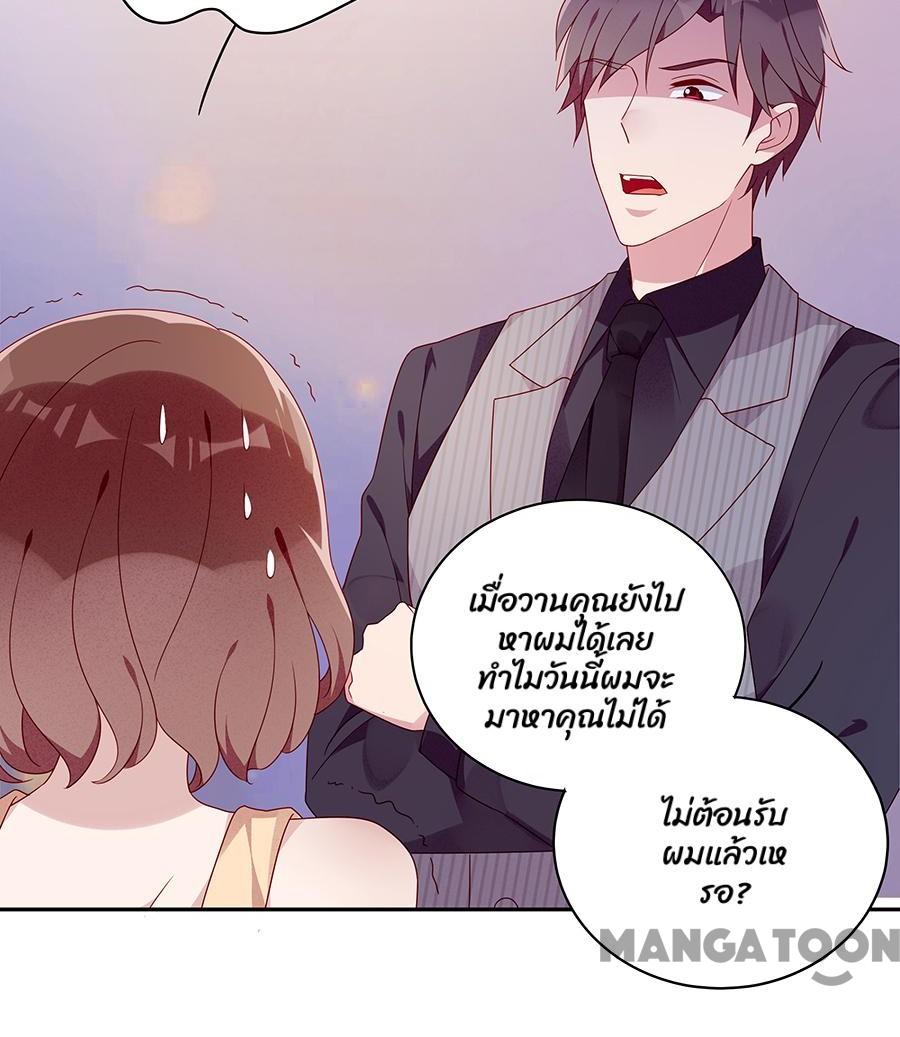 เมื่อวานคุณยังไป
หาผมได้เลย
ทำไมวันนี้ผมจะ
มาหาคุณไม่ได้
ไม่ต้อนรับ
ผมแล้วเห
รอ?
MANGATOON